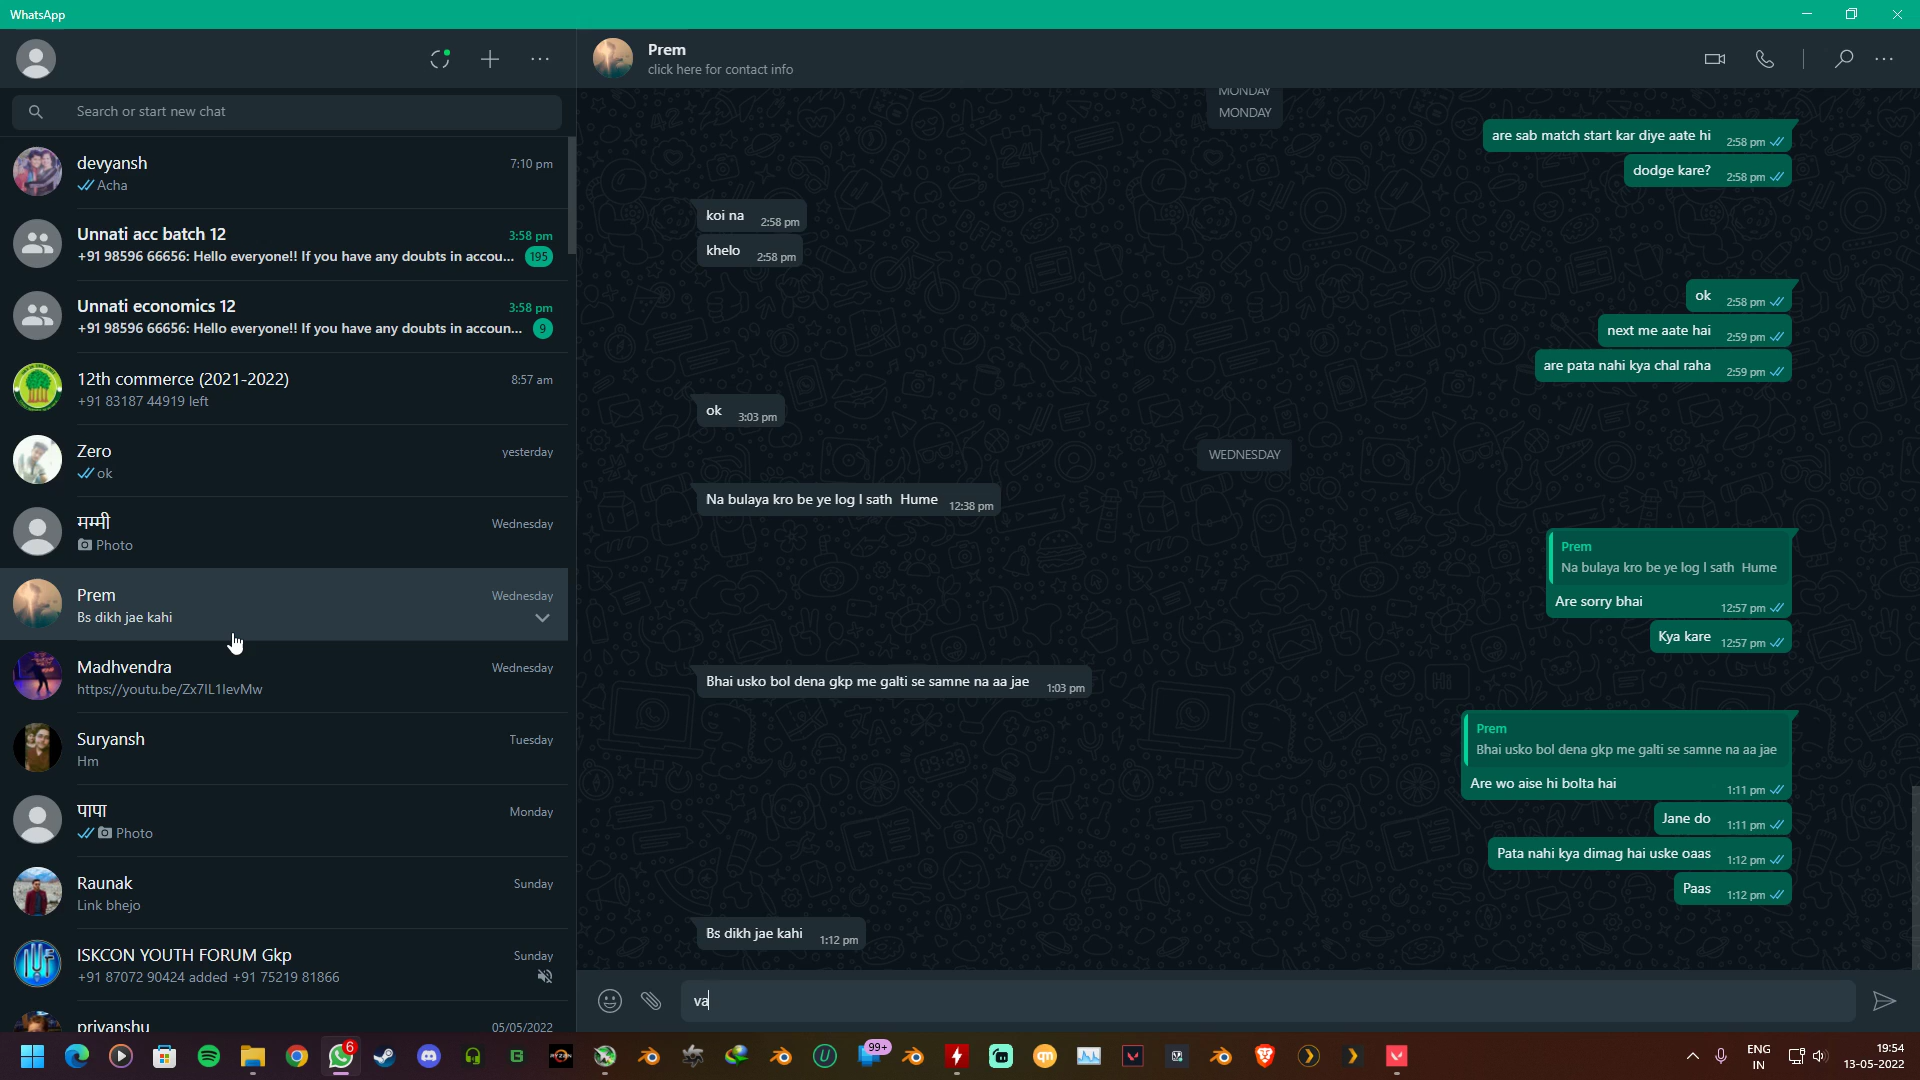 WhatsApp
Search or start new chat
devyansh
7:10 pm
Acha
Unnati acc batch 12
3:58 pm
+91 98596 66656: Hello everyone!! If you have any doubts in accou...
195
Unnati economics 12
3:58 pm
+91 98596 66656: Hello everyone!! If you have any doubts in accoun...
9
12th commerce (2021-2022)
8:57 am
+91 83187 44919 left
Zero
yesterday
ok
मम्मी
Wednesday
Photo
Prem
Wednesday
Bs dikh jae kahi
Madhvendra
Wednesday
https://youtu.be/Zx7IL1levMw
Suryansh
Tuesday
Hm
पापा
Monday
Photo
Raunak
Sunday
Link bhejo
ISKCON YOUTH FORUM Gkp
Sunday
+91 87072 90424 added +91 75219 81866
priyanshu
05/05/2022
Prem
click here for contact info
MONDAY
MONDAY
are sab match start kar diye aate hi 2:58 pm
dodge kare? 2:58 pm
koi na 2:58 pm
khelo 2:58 pm
ok 2:58 pm
next me aate hai 2:59 pm
are pata nahi kya chal raha 2:59 pm
ok 3:03 pm
WEDNESDAY
Na bulaya kro be ye log l sath Hume 12:38 pm
Prem
Na bulaya kro be ye log l sath Hume
Are sorry bhai 12:57 pm
Kya kare 12:57 pm
Bhai usko bol dena gkp me galti se samne na aa jae 1:03 pm
Prem
Bhai usko bol dena gkp me galti se samne na aa jae
Are wo aise hi bolta hai 1:11 pm
Jane do 1:11 pm
Pata nahi kya dimag hai uske oaas 1:12 pm
Paas 1:12 pm
Bs dikh jae kahi 1:12 pm
va
6
RYZEN
99+
qm
ENG
IN
19:54
13-05-2022